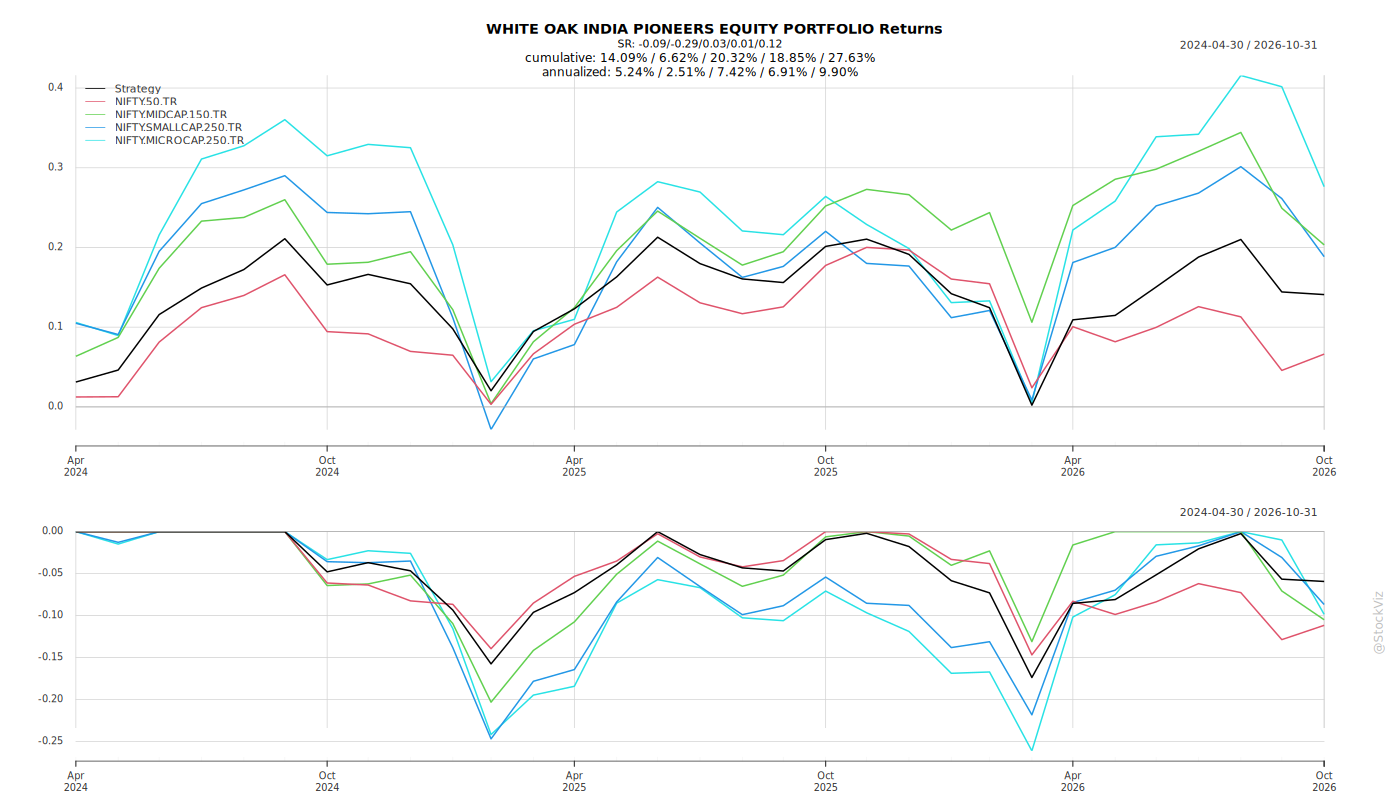 WHITE OAK INDIA PIONEERS EQUITY PORTFOLIO Returns
SR: -0.09/-0.29/0.03/0.01/0.12
cumulative: 14.09% / 6.62% / 20.32% / 18.85% / 27.63%
annualized: 5.24% / 2.51% / 7.42% / 6.91% / 9.90%
2024-04-30 / 2026-10-31
Strategy
NIFTY.50.TR
NIFTY.MIDCAP.150.TR
NIFTY.SMALLCAP.250.TR
NIFTY.MICROCAP.250.TR
0.4
0.3
0.2
0.1
0.0
Apr 2024
Oct 2024
Apr 2025
Oct 2025
Apr 2026
Oct 2026
2024-04-30 / 2026-10-31
0.00
-0.05
-0.10
-0.15
-0.20
-0.25
Apr 2024
Oct 2024
Apr 2025
Oct 2025
Apr 2026
Oct 2026
@StockViz